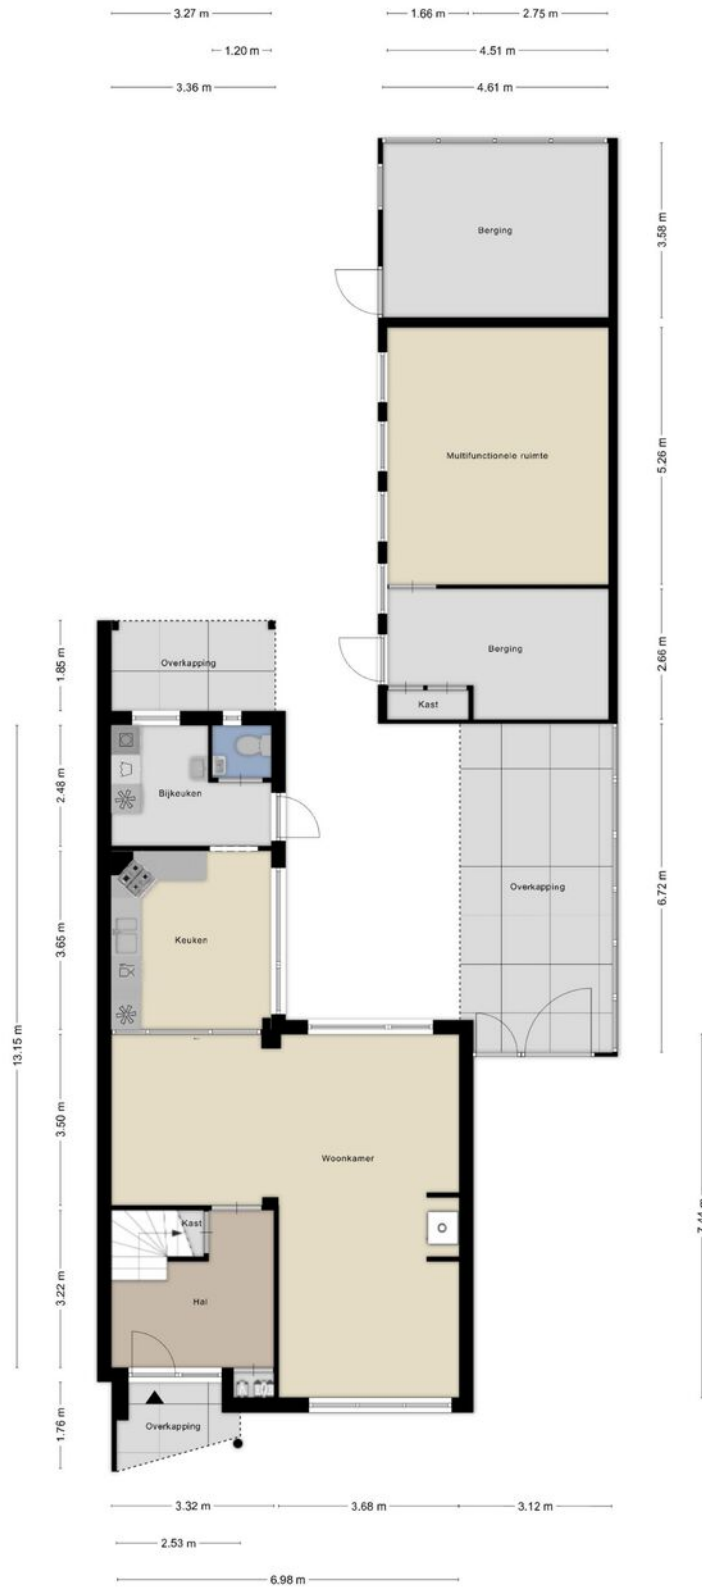 3.27 m
1.66 m
2.75 m
1.20 m
4.51 m
3.36 m
4.61 m
Berging
3.58 m
Multifunctionele ruimte
5.26 m
Berging
2.66 m
Kast
Overkapping
1.85 m
Bijkeuken
2.48 m
Overkapping
6.72 m
Keuken
3.65 m
13.15 m
3.50 m
Woonkamer
7.44 m
Kast
Hal
3.22 m
Overkapping
1.76 m
3.32 m
3.68 m
3.12 m
2.53 m
6.98 m